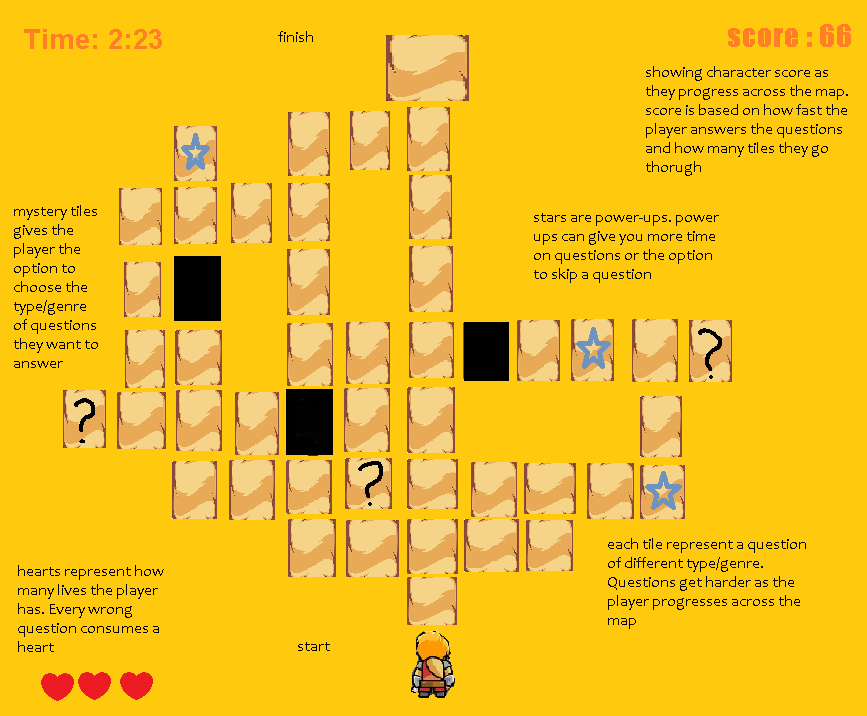 Time: 2:23
finish
score : 66
showing character score as
they progress across the map.
score is based on how fast the
player answers the questions
and how many tiles they go
thorugh
mystery tiles
gives the
player the
option to
choose the
type/genre
of questions
they want to
answer
stars are power-ups. power
ups can give you more time
on questions or the option
to skip a question
?
?
?
each tile represent a question
of different type/genre.
Questions get harder as the
player progresses across the
map
hearts represent how
many lives the player
has. Every wrong
question consumes a
heart
start